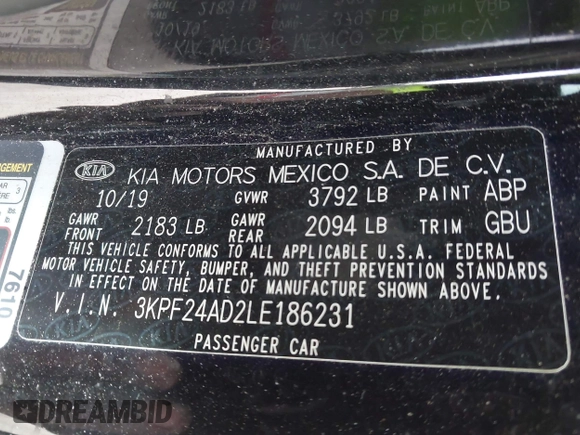 MANUFACTURED BY
KIA KIA MOTORS MEXICO S.A. DE C.V.
10/19 GVWR 3792 LB PAINT ABP
GAWR FRONT 2183 LB GAWR REAR 2094 LB TRIM GBU
THIS VEHICLE CONFORMS TO ALL APPLICABLE U.S.A. FEDERAL
MOTOR VEHICLE SAFETY, BUMPER, AND THEFT PREVENTION STANDARDS
IN EFFECT ON THE DATE OF MANUFACTURE SHOWN ABOVE.
V.I.N. 3KPF24AD2LE186231
PASSENGER CAR
7610
DREAMBID